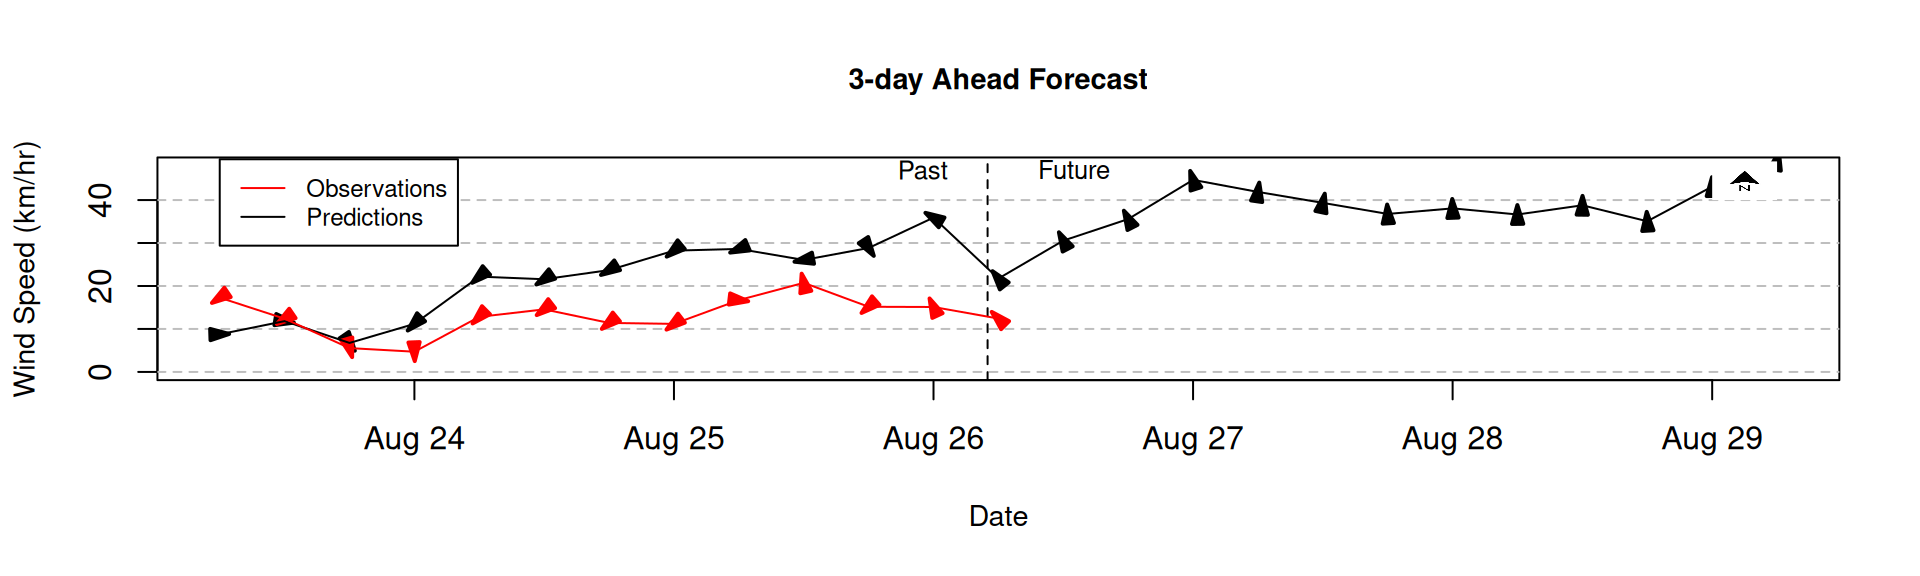 3-day Ahead Forecast
Wind Speed (km/hr)
Observations
Predictions
Past
Future
40
20
0
Aug 24
Aug 25
Aug 26
Aug 27
Aug 28
Aug 29
N
Date